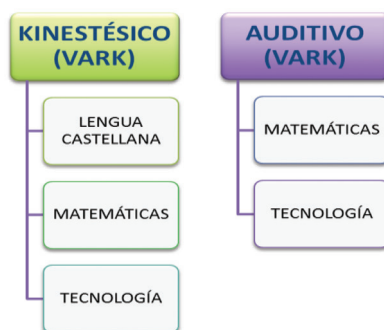 KINESTÉSICO
(VARK)
LENGUA
CASTELLANA
MATEMÁTICAS
TECNOLOGÍA
AUDITIVO
(VARK)
MATEMÁTICAS
TECNOLOGÍA